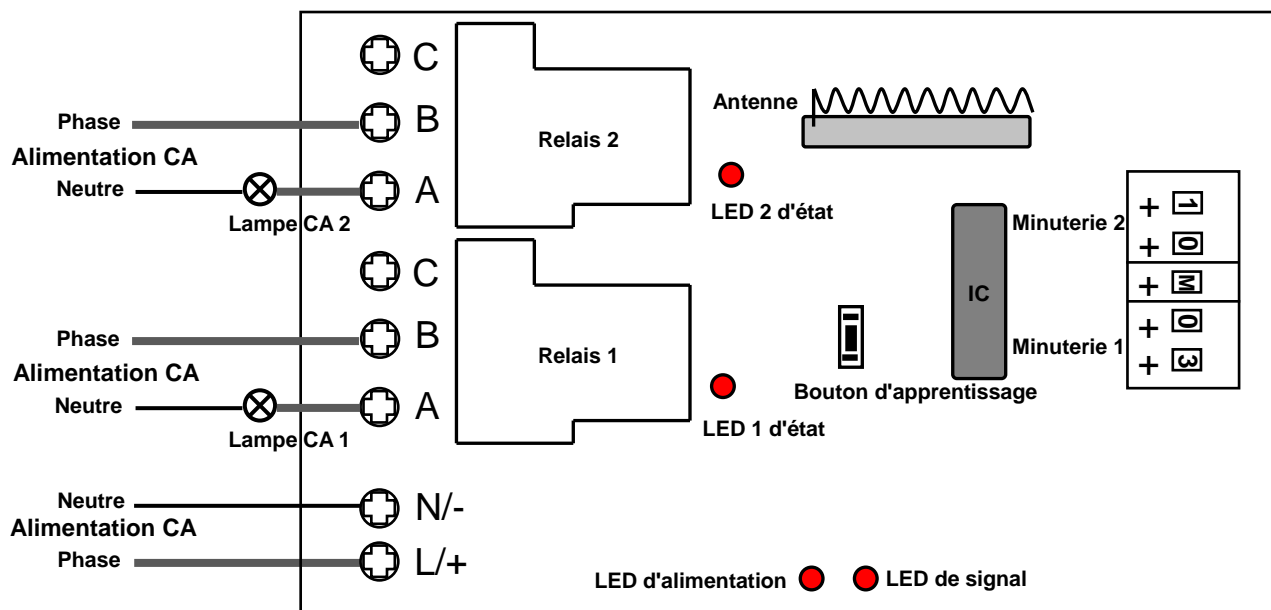 C
Phase
B
Alimentation CA
Neutre
A
Lampe CA 2
Relais 2
Antenne
LED 2 d'état
Minuterie 2
+ 1
+ 0
+ M
+ 0
+ 3
Minuterie 1
IC
C
Phase
B
Alimentation CA
Neutre
A
Lampe CA 1
Relais 1
Bouton d'apprentissage
LED 1 d'état
Neutre
N/-
Alimentation CA
Phase
L/+
LED d'alimentation
LED de signal